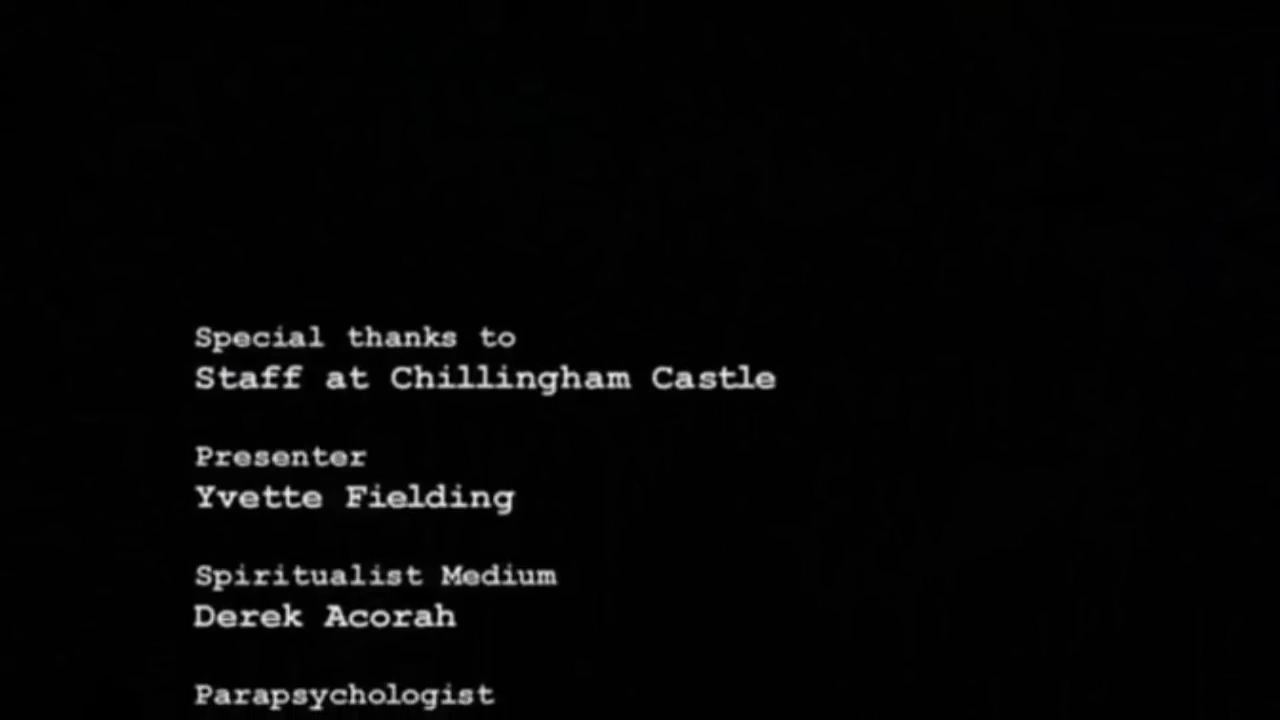 Special thanks to
Staff at Chillingham Castle
Presenter
Yvette Fielding
Spiritualist Medium
Derek Acorah
Parapsychologist